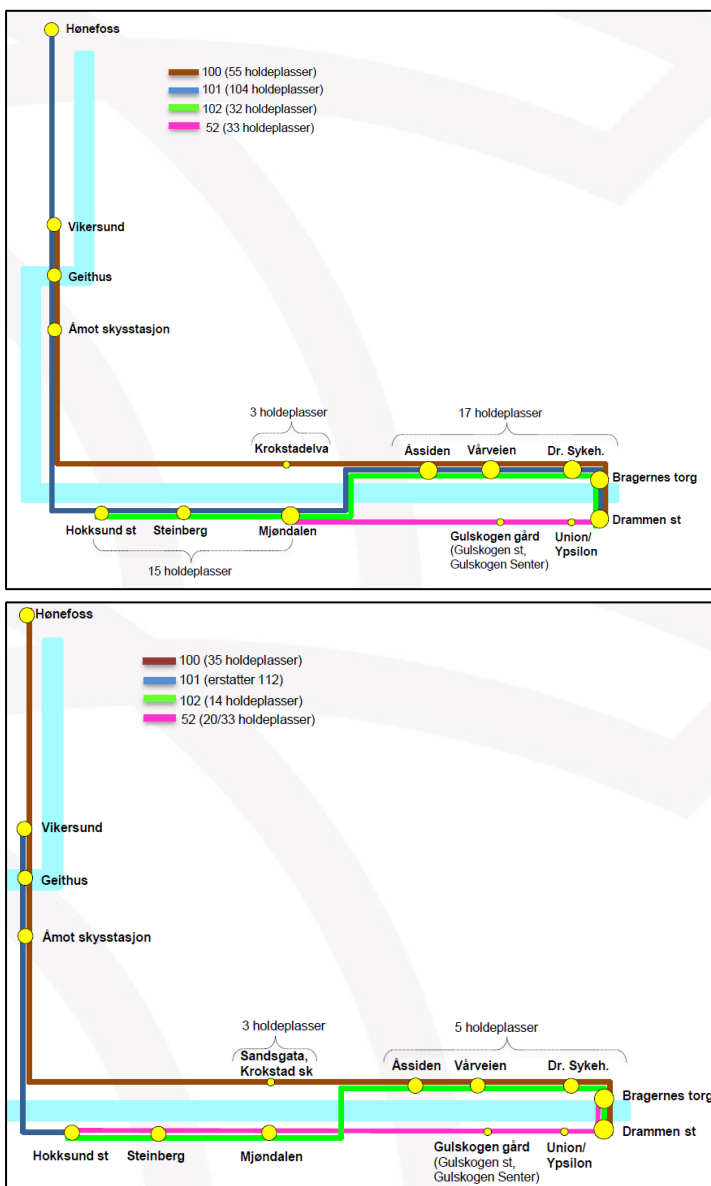 Hønefoss
100 (55 holdeplasser)
101 (104 holdeplasser)
102 (32 holdeplasser)
52 (33 holdeplasser)
Vikersund
Geithus
Åmot skysstasjon
3 holdeplasser
17 holdeplasser
Krokstadelva
Åssiden
Vårveien
Dr. Sykeh.
Bragernes torg
Drammen st
Hokksund st
Steinberg
Mjøndalen
Gulskogen gård
(Gulskogen st,
Gulskogen Senter)
Union/
Ypsilon
15 holdeplasser
Hønefoss
100 (35 holdeplasser)
101 (erstatter 112)
102 (14 holdeplasser)
52 (20/33 holdeplasser)
Vikersund
Geithus
Åmot skysstasjon
3 holdeplasser
5 holdeplasser
Sandsgata,
Krokstad sk
Åssiden
Vårveien
Dr. Sykeh.
Bragernes torg
Drammen st
Hokksund st
Steinberg
Mjøndalen
Gulskogen gård
(Gulskogen st,
Gulskogen Senter)
Union/
Ypsilon